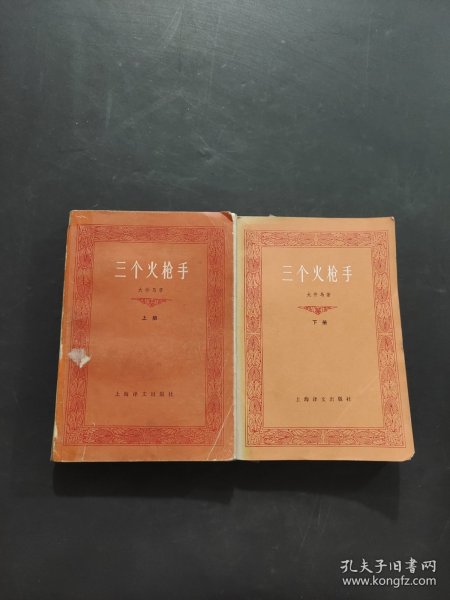 三个火枪手
大仲马著
上册
上海译文出版社
三个火枪手
大仲马著
下册
上海译文出版社
孔夫子旧书网
www.kongfz.com